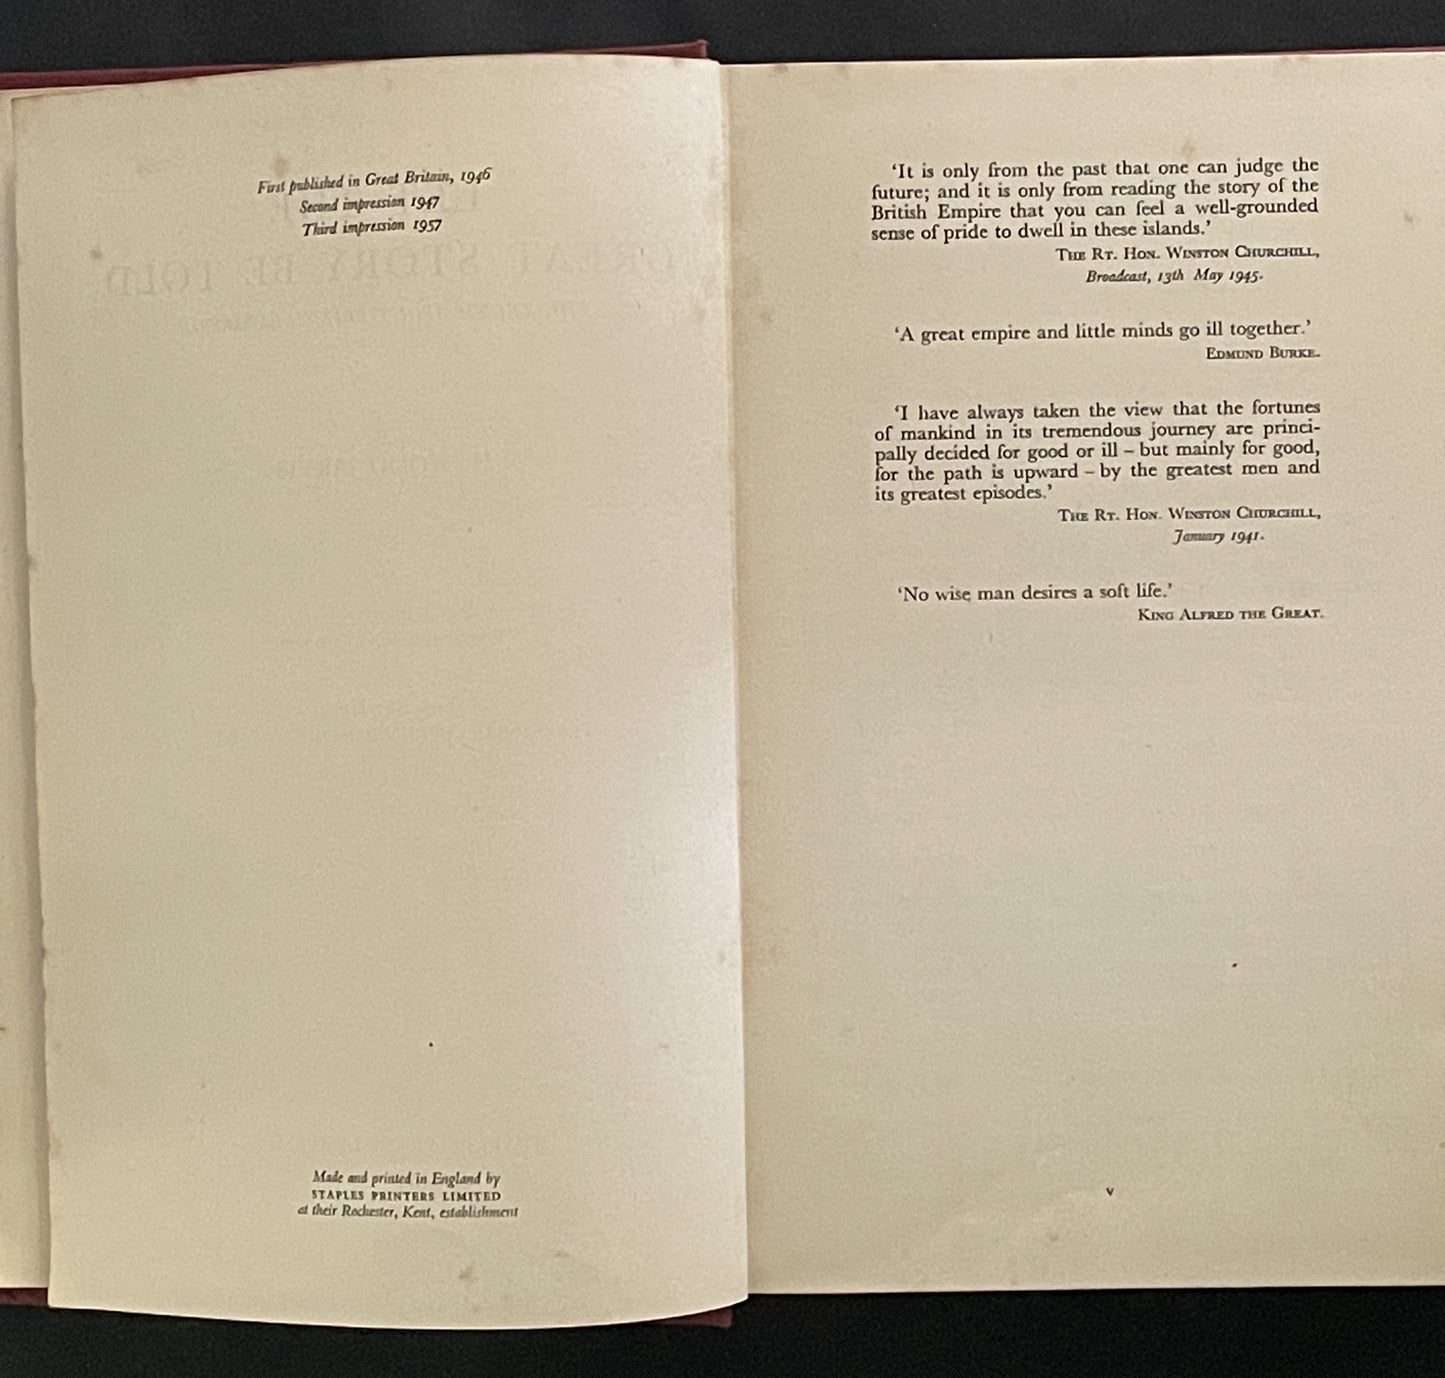 First published in Great Britain, 1946
Second impression 1947
Third impression 1957
Made and printed in England by
STAPLES PRINTERS LIMITED
at their Rochester, Kent, establishment
‘It is only from the past that one can judge the
future; and it is only from reading the story of the
British Empire that you can feel a well-grounded
sense of pride to dwell in these islands.’
The Rt. Hon. Winston Churchill,
Broadcast, 13th May 1945.
‘A great empire and little minds go ill together.’
Edmund Burke.
‘I have always taken the view that the fortunes
of mankind in its tremendous journey are princi-
pally decided for good or ill – but mainly for good,
for the path is upward – by the greatest men and
its greatest episodes.’
The Rt. Hon. Winston Churchill,
January 1941.
‘No wise man desires a soft life.’
King Alfred the Great.
v